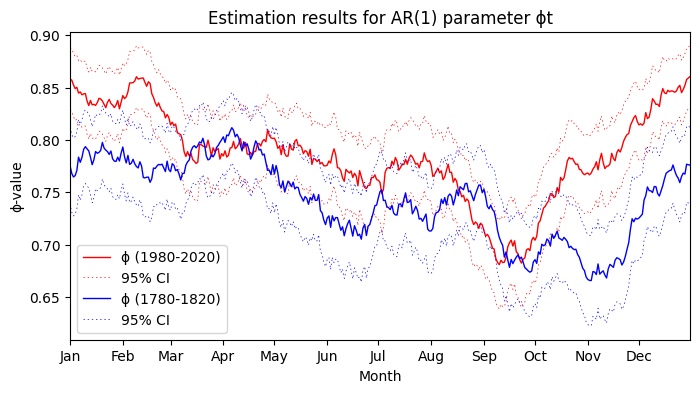 Estimation results for AR(1) parameter ϕt
0.90
0.85
0.80
0.75
0.70
0.65
ϕ-value
ϕ (1980-2020)
95% CI
ϕ (1780-1820)
95% CI
Jan Feb Mar Apr May Jun Jul Aug Sep Oct Nov Dec
Month